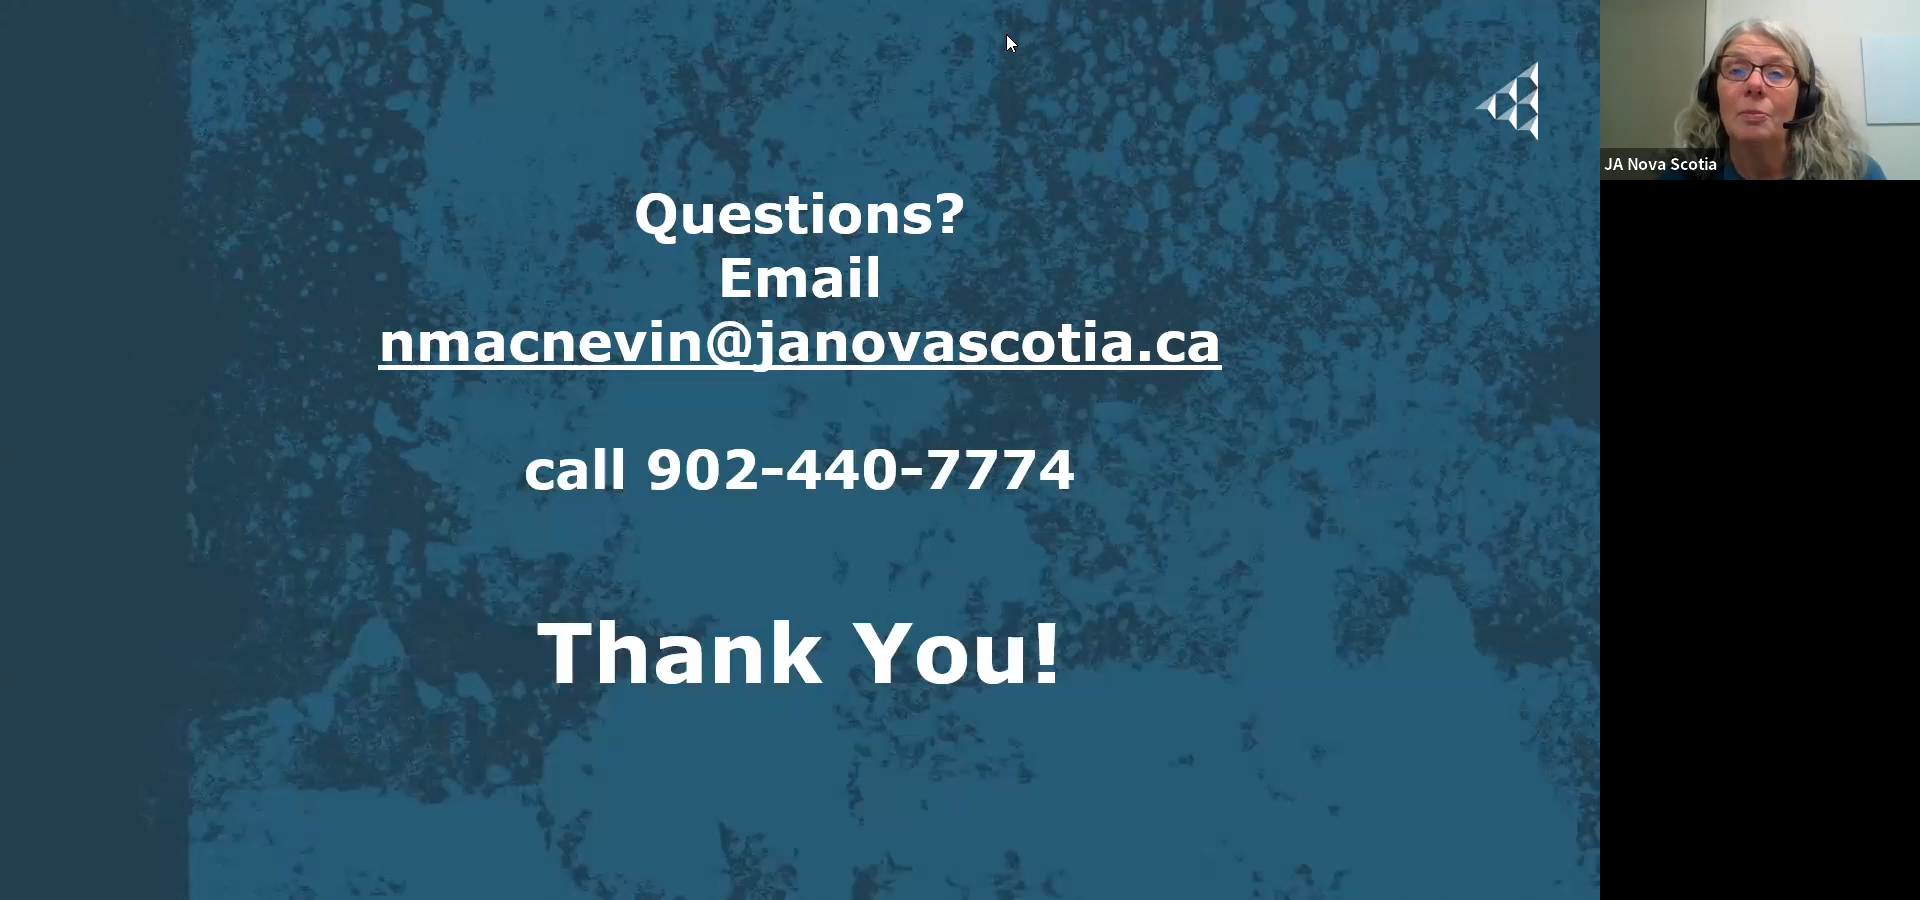 Questions?
Email
nmacnevin@janovascotia.ca
call 902-440-7774
Thank You!
JA Nova Scotia